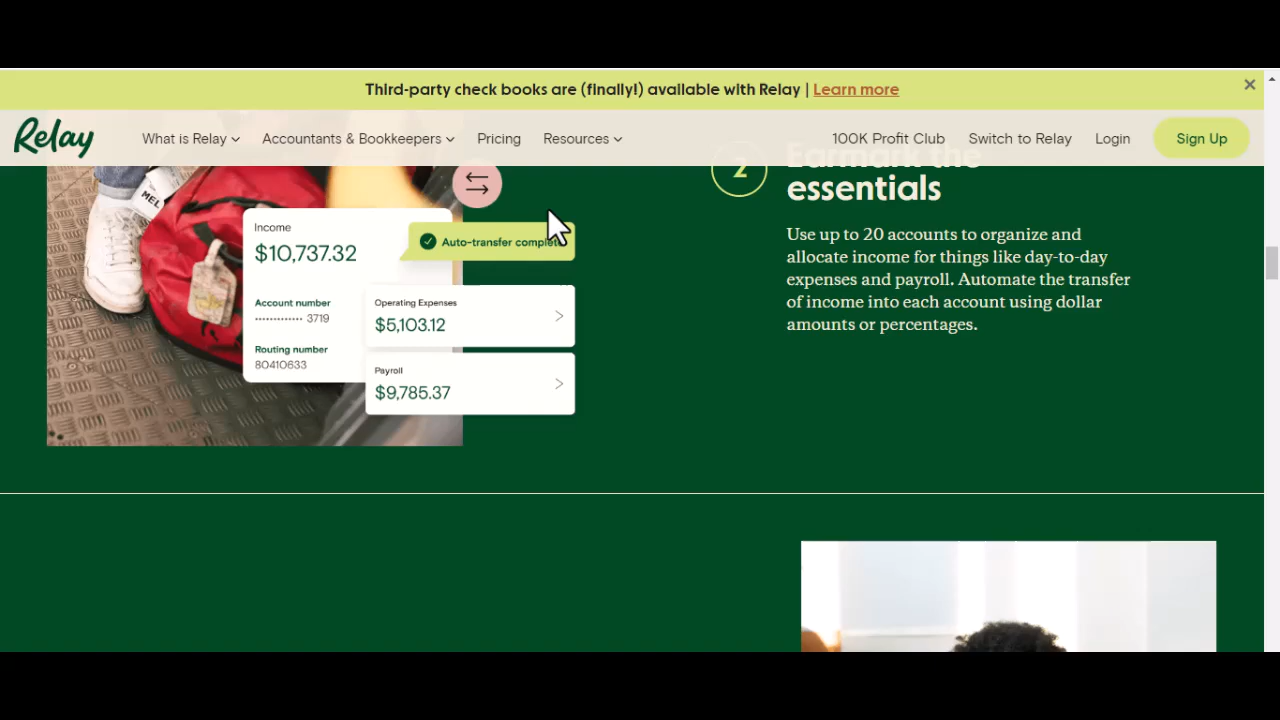 Third-party check books are (finally!) available with Relay | Learn more
Relay
What is Relay
Accountants & Bookkeepers
Pricing
Resources
100K Profit Club
Switch to Relay
Login
Sign Up
MEL
Income
$10,737.32
Account number
············· 3719
Routing number
80410633
Auto-transfer complete
Operating Expenses
$5,103.12
Payroll
$9,785.37
2
Earmark the
essentials
Use up to 20 accounts to organize and
allocate income for things like day-to-day
expenses and payroll. Automate the transfer
of income into each account using dollar
amounts or percentages.